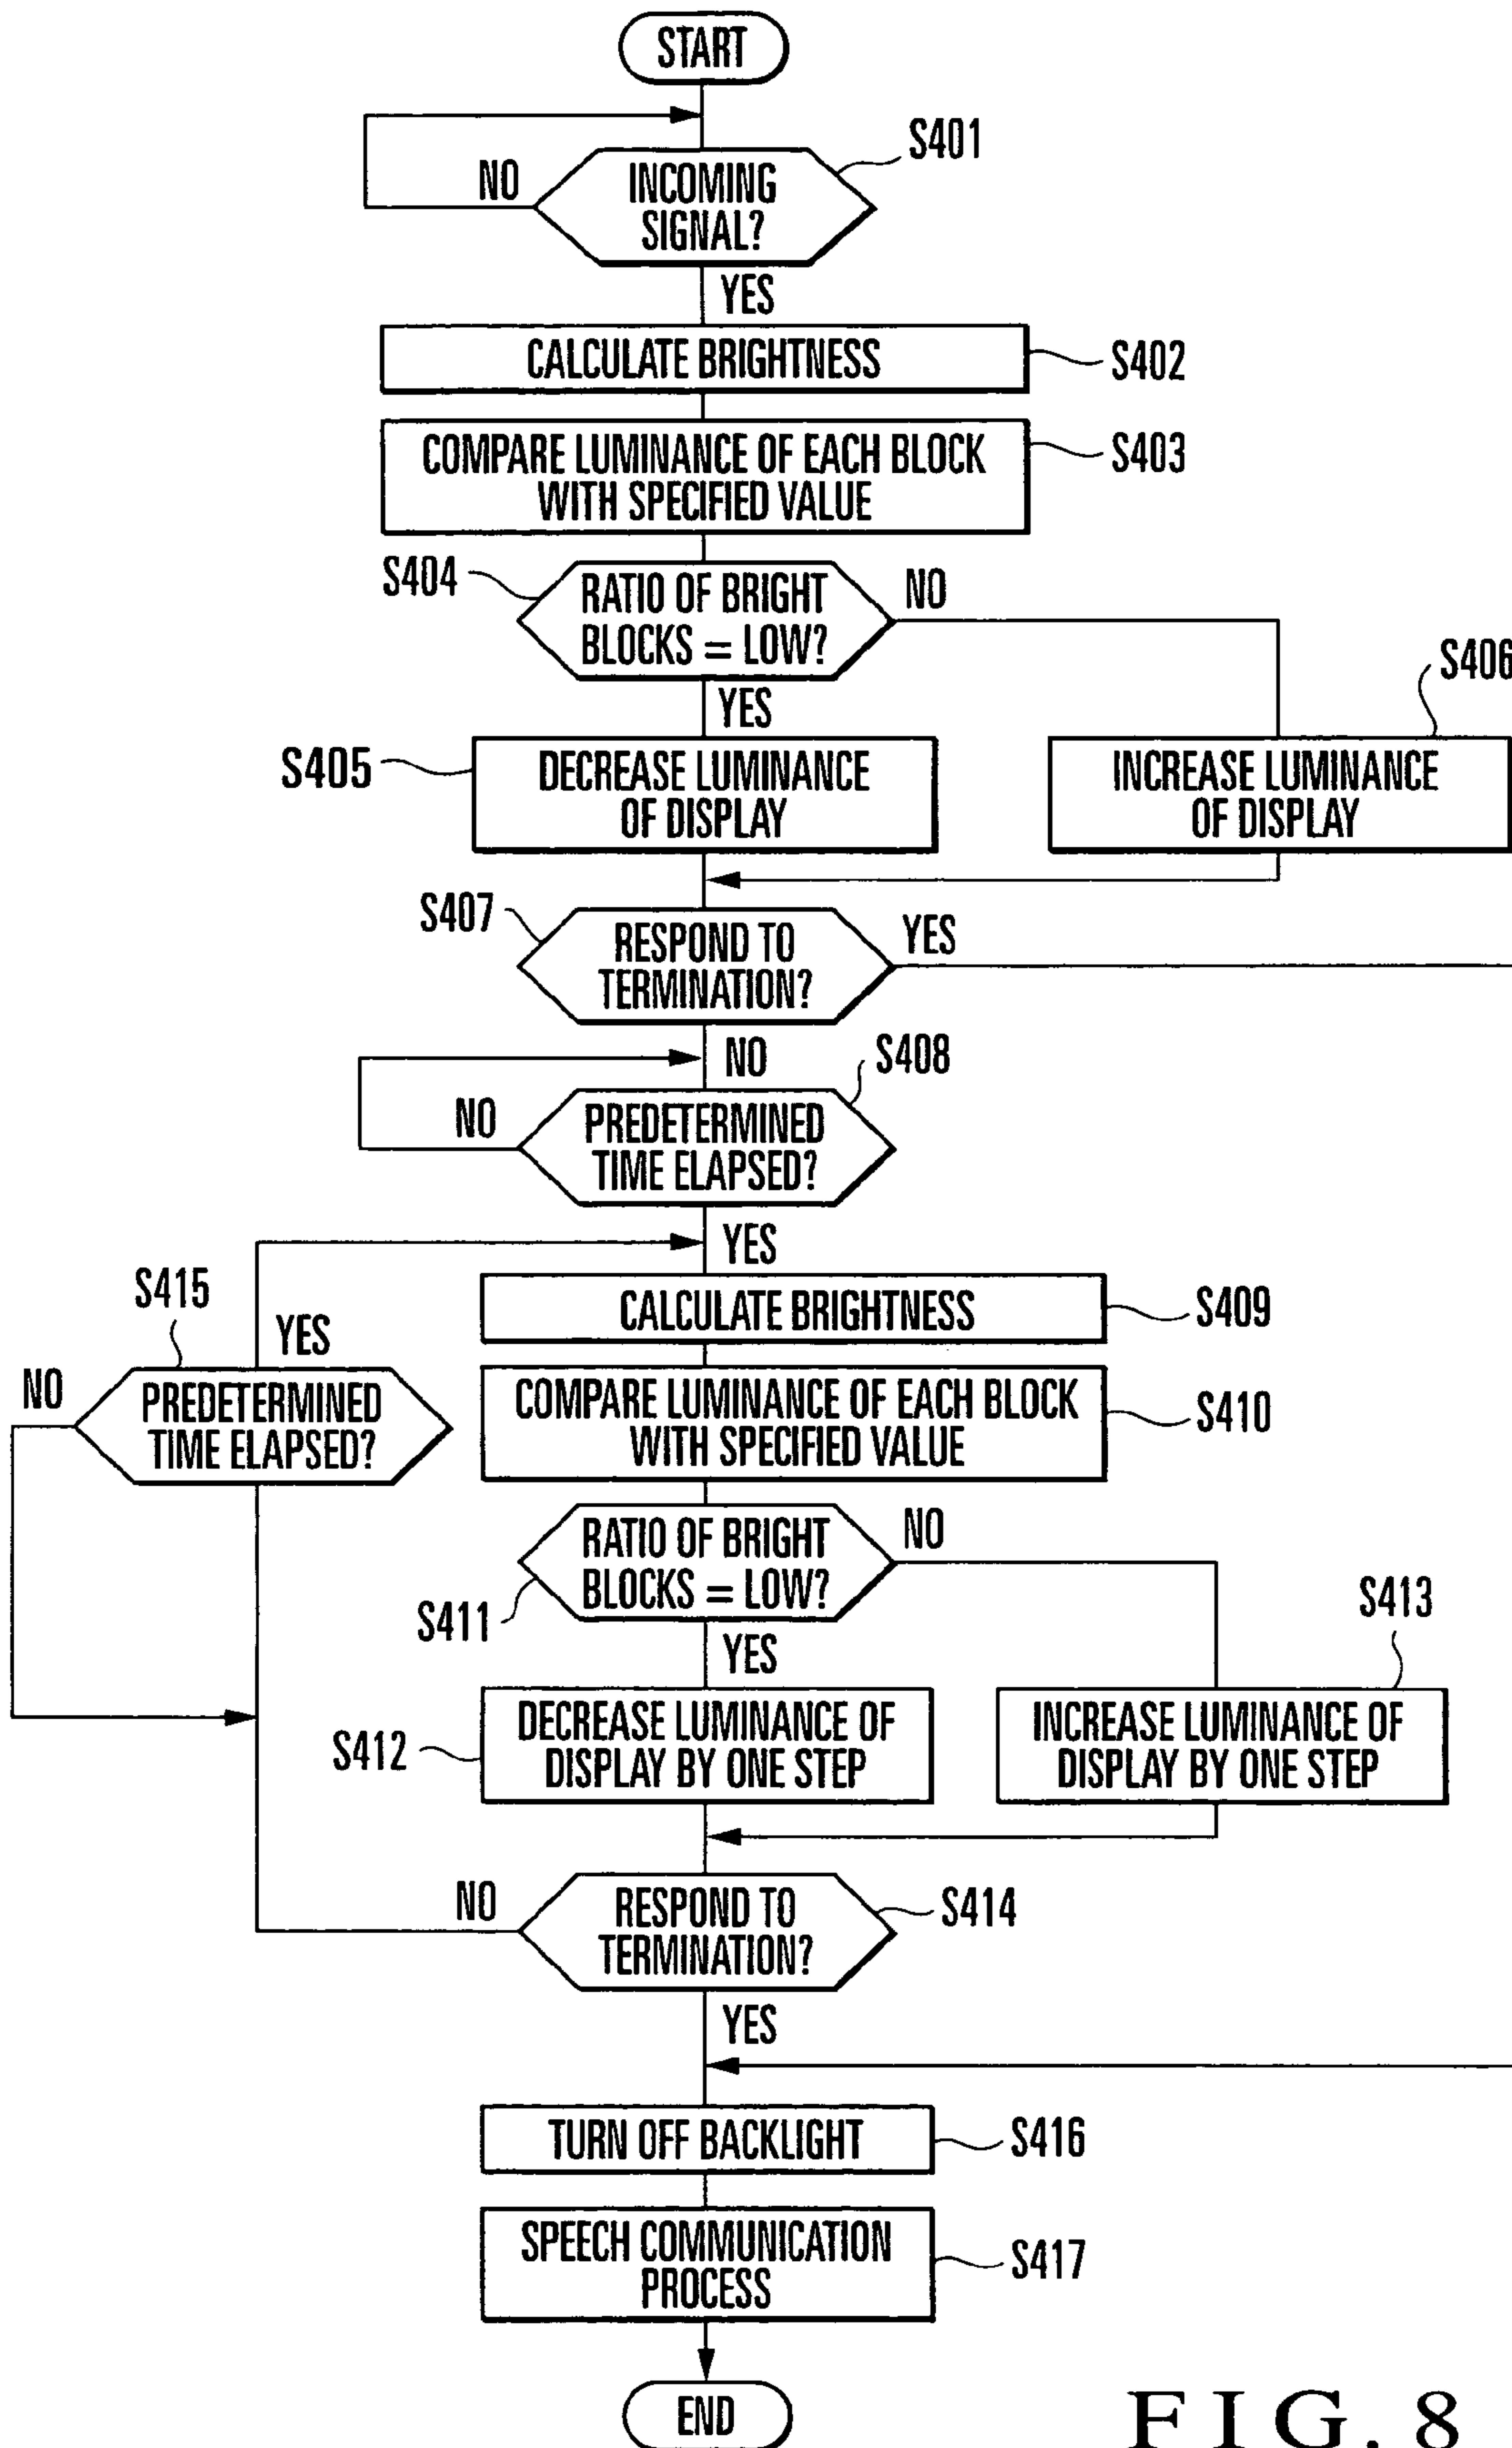 START
S401
NO
INCOMING
SIGNAL?
YES
CALCULATE BRIGHTNESS
S402
COMPARE LUMINANCE OF EACH BLOCK
WITH SPECIFIED VALUE
S403
S404
RATIO OF BRIGHT
BLOCKS = LOW?
NO
YES
S406
S405
DECREASE LUMINANCE
OF DISPLAY
INCREASE LUMINANCE
OF DISPLAY
S407
RESPOND TO
TERMINATION?
YES
NO
S408
NO
PREDETERMINED
TIME ELAPSED?
YES
S415
YES
NO
PREDETERMINED
TIME ELAPSED?
CALCULATE BRIGHTNESS
S409
COMPARE LUMINANCE OF EACH BLOCK
WITH SPECIFIED VALUE
S410
RATIO OF BRIGHT
BLOCKS = LOW?
NO
S411
YES
S413
S412
DECREASE LUMINANCE OF
DISPLAY BY ONE STEP
INCREASE LUMINANCE OF
DISPLAY BY ONE STEP
NO
RESPOND TO
TERMINATION?
S414
YES
TURN OFF BACKLIGHT
S416
SPEECH COMMUNICATION
PROCESS
S417
END
FIG. 8